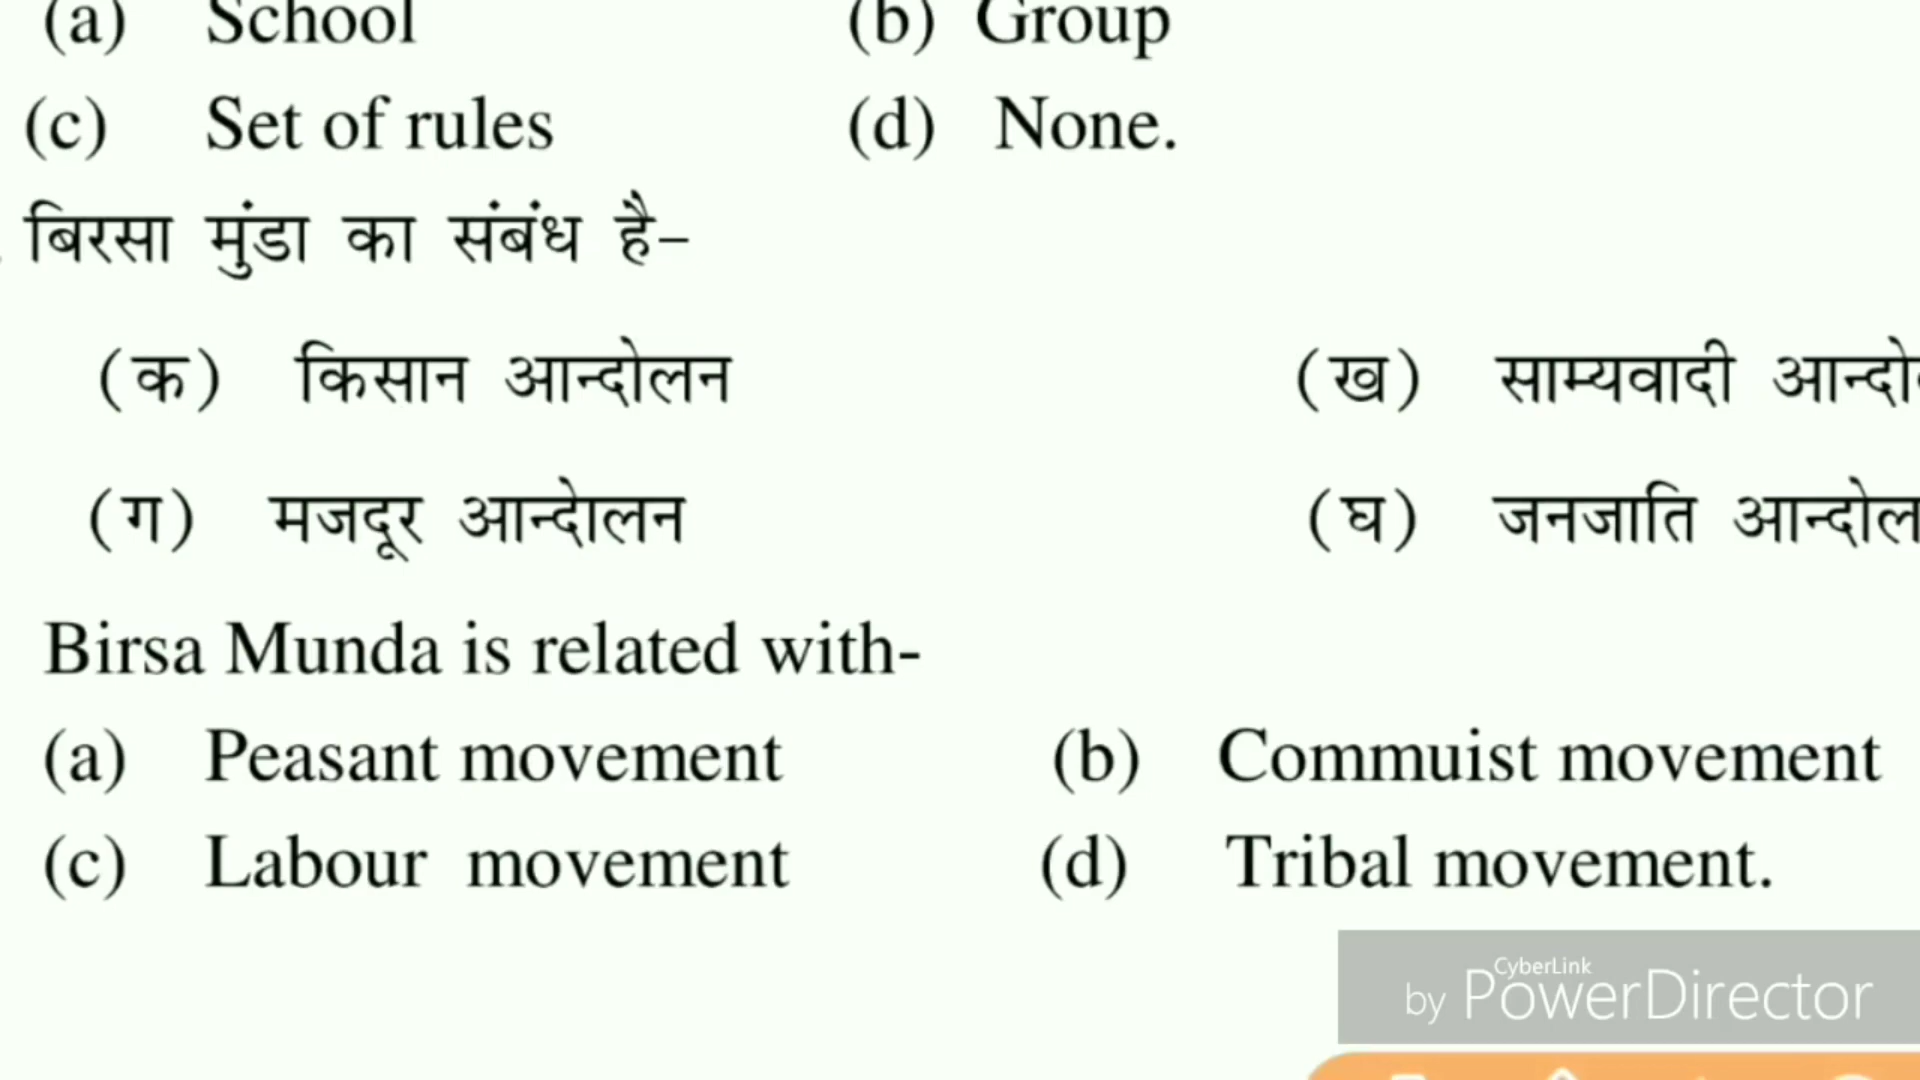 (a) School (b) Group
(c) Set of rules (d) None.
बिरसा मुंडा का संबंध है–
(क) किसान आन्दोलन (ख) साम्यवादी
(ग) मजदूर आन्देालन (घ) जनजाति
Birsa Munda is related with-
(a) Peasant movement (b) Commuist movement
(c) Labour movement (d) Tribal movement.
CyberLink
by PowerDirector